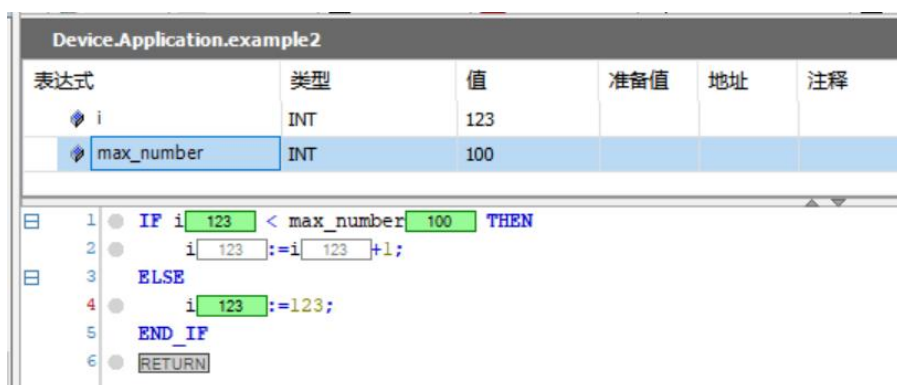 Device.Application.example2
表达式 类型 值 准备值 地址 注释
i INT 123
max_number INT 100
1 IF i 123 < max_number 100 THEN
2 i 123 :=i 123 +1;
3 ELSE
4 i 123 :=123;
5 END_IF
6 RETURN